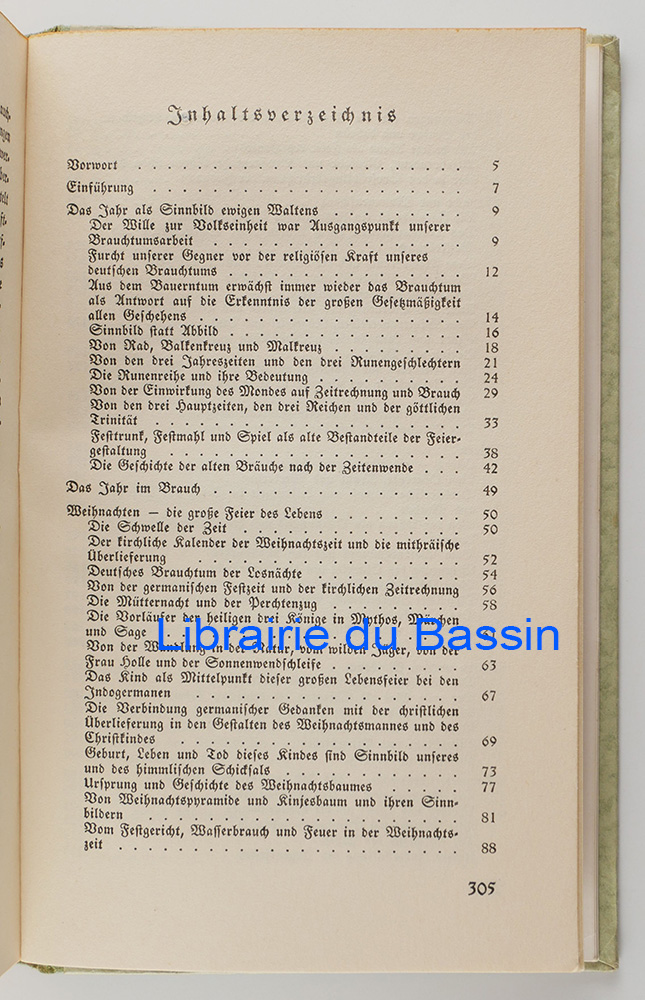 Inhaltsverzeichnis
Vorwort . . . . . . . . . . . . . . . . . . . . . . 5
Einführung . . . . . . . . . . . . . . . . . . . . . 7
Das Jahr als Sinnbild ewigen Waltens . . . . . . . . . 9
Der Wille zur Volkseinheit war Ausgangspunkt unserer
Brauchtumsarbeit . . . . . . . . . . . . . . . . . 9
Furcht unserer Gegner vor der religiösen Kraft unseres
deutschen Brauchtums . . . . . . . . . . . . . . . 12
Aus dem Bauerntum erwächst immer wieder das Brauchtum
als Antwort auf die Erkenntnis der großen Gesetzmäßigkeit
allen Geschehens . . . . . . . . . . . . . . . . . 14
Sinnbild statt Abbild . . . . . . . . . . . . . . . 16
Von Rad, Balkenkreuz und Malkreuz . . . . . . . . . 18
Von den drei Jahreszeiten und den drei Runengeschlechtern 21
Die Runenreihe und ihre Bedeutung . . . . . . . . . . 24
Von der Einwirkung des Mondes auf Zeitrechnung und Brauch 29
Von den drei Hauptzeiten, den drei Reichen und der göttlichen
Trinität . . . . . . . . . . . . . . . . . . . . 33
Festtrunk, Festmahl und Spiel als alte Bestandteile der Feier-
gestaltung . . . . . . . . . . . . . . . . . . . 38
Die Geschichte der alten Bräuche nach der Zeitenwende . . . 42
Das Jahr im Brauch . . . . . . . . . . . . . . . . . 49
Weihnachten — die große Feier des Lebens . . . . . . . . 50
Die Schwelle der Zeit . . . . . . . . . . . . . . . 50
Der kirchliche Kalender der Weihnachtszeit und die mithräische
Überlieferung . . . . . . . . . . . . . . . . . . 52
Deutsches Brauchtum der Losnächte . . . . . . . . . 54
Von der germanischen Festzeit und der kirchlichen Zeitrechnung 56
Die Mütternacht und der Perchtenzug . . . . . . . . . 58
Die Vorläufer der heiligen drei Könige in Mythos, Märchen
und Sage
Librairie du Bassin
Von der Wandlung in der Natur, vom wilden Jäger, von der
Frau Holle und der Sonnenwendschleife . . . . . . . . 63
Das Kind als Mittelpunkt dieser großen Lebensfeier bei den
Indogermanen . . . . . . . . . . . . . . . . . . 67
Die Verbindung germanischer Gedanken mit der christlichen
Überlieferung in den Gestalten des Weihnachtsmannes und des
Christkindes . . . . . . . . . . . . . . . . . . 69
Geburt, Leben und Tod dieses Kindes sind Sinnbild unseres
und des himmlischen Schicksals . . . . . . . . . . . 73
Ursprung und Geschichte des Weihnachtsbaumes . . . . . 77
Von Weihnachtspyramide und Kinjesbaum und ihren Sinn-
bildern . . . . . . . . . . . . . . . . . . . . 81
Vom Festgericht, Wasserbrauch und Feuer in der Weihnachts-
zeit . . . . . . . . . . . . . . . . . . . . . . 88
305